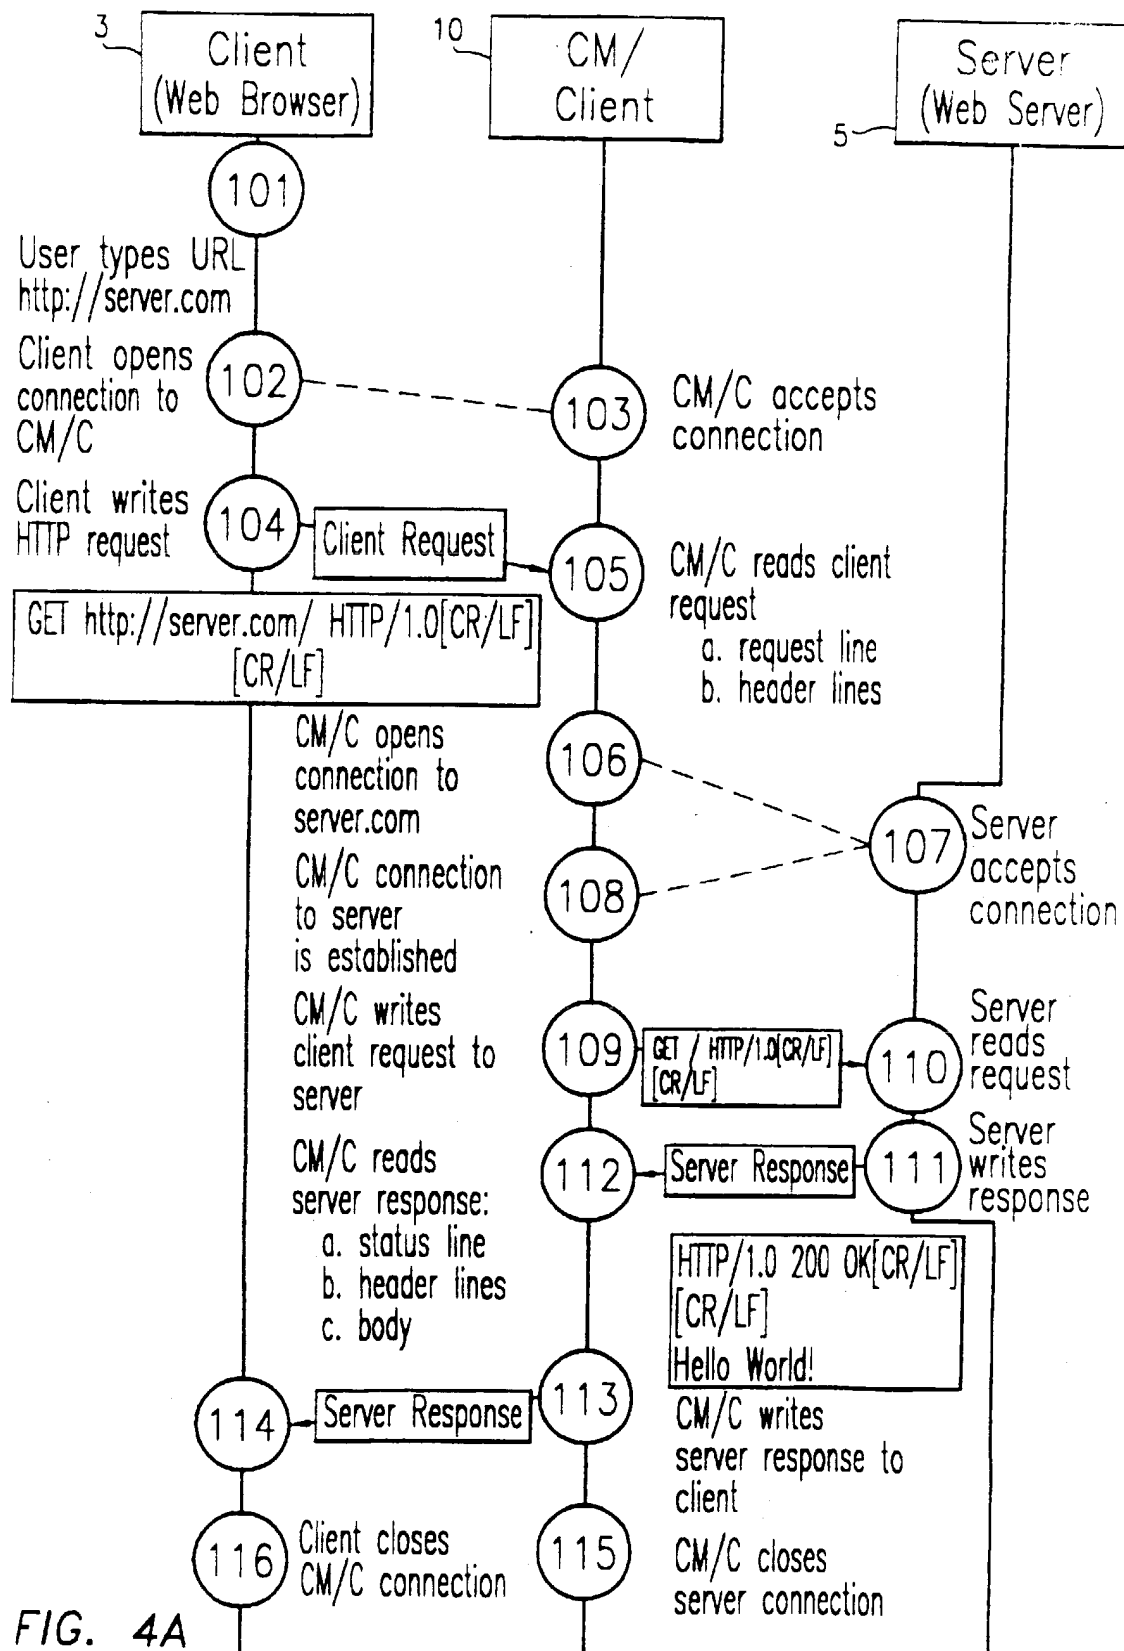 3
Client
(Web Browser)
10
CM/
Client
Server
(Web Server)
5
101
User types URL
http://server.com
Client opens
connection to
CM/C
102
103
CM/C accepts
connection
Client writes
HTTP request
104
Client Request
105
CM/C reads client
request
a. request line
b. header lines
GET http://server.com/ HTTP/1.0[CR/LF]
[CR/LF]
CM/C opens
connection to
server.com
106
107
Server
accepts
connection
CM/C connection
to server
is established
108
CM/C writes
client request to
server
109
GET / HTTP/1.0[CR/LF]
[CR/LF]
110
Server
reads
request
CM/C reads
server response:
a. status line
b. header lines
c. body
112
Server Response
111
Server
writes
response
HTTP/1.0 200 OK[CR/LF]
[CR/LF]
Hello World!
114
Server Response
113
CM/C writes
server response to
client
116
Client closes
CM/C connection
115
CM/C closes
server connection
FIG. 4A